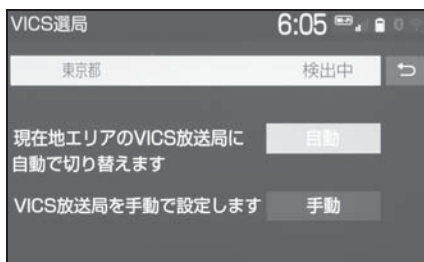 VICS選局 6:05
東京都 検出中
現在地エリアのVICS放送局に 自動
自動で切り替えます
VICS放送局を手動で設定します 手動